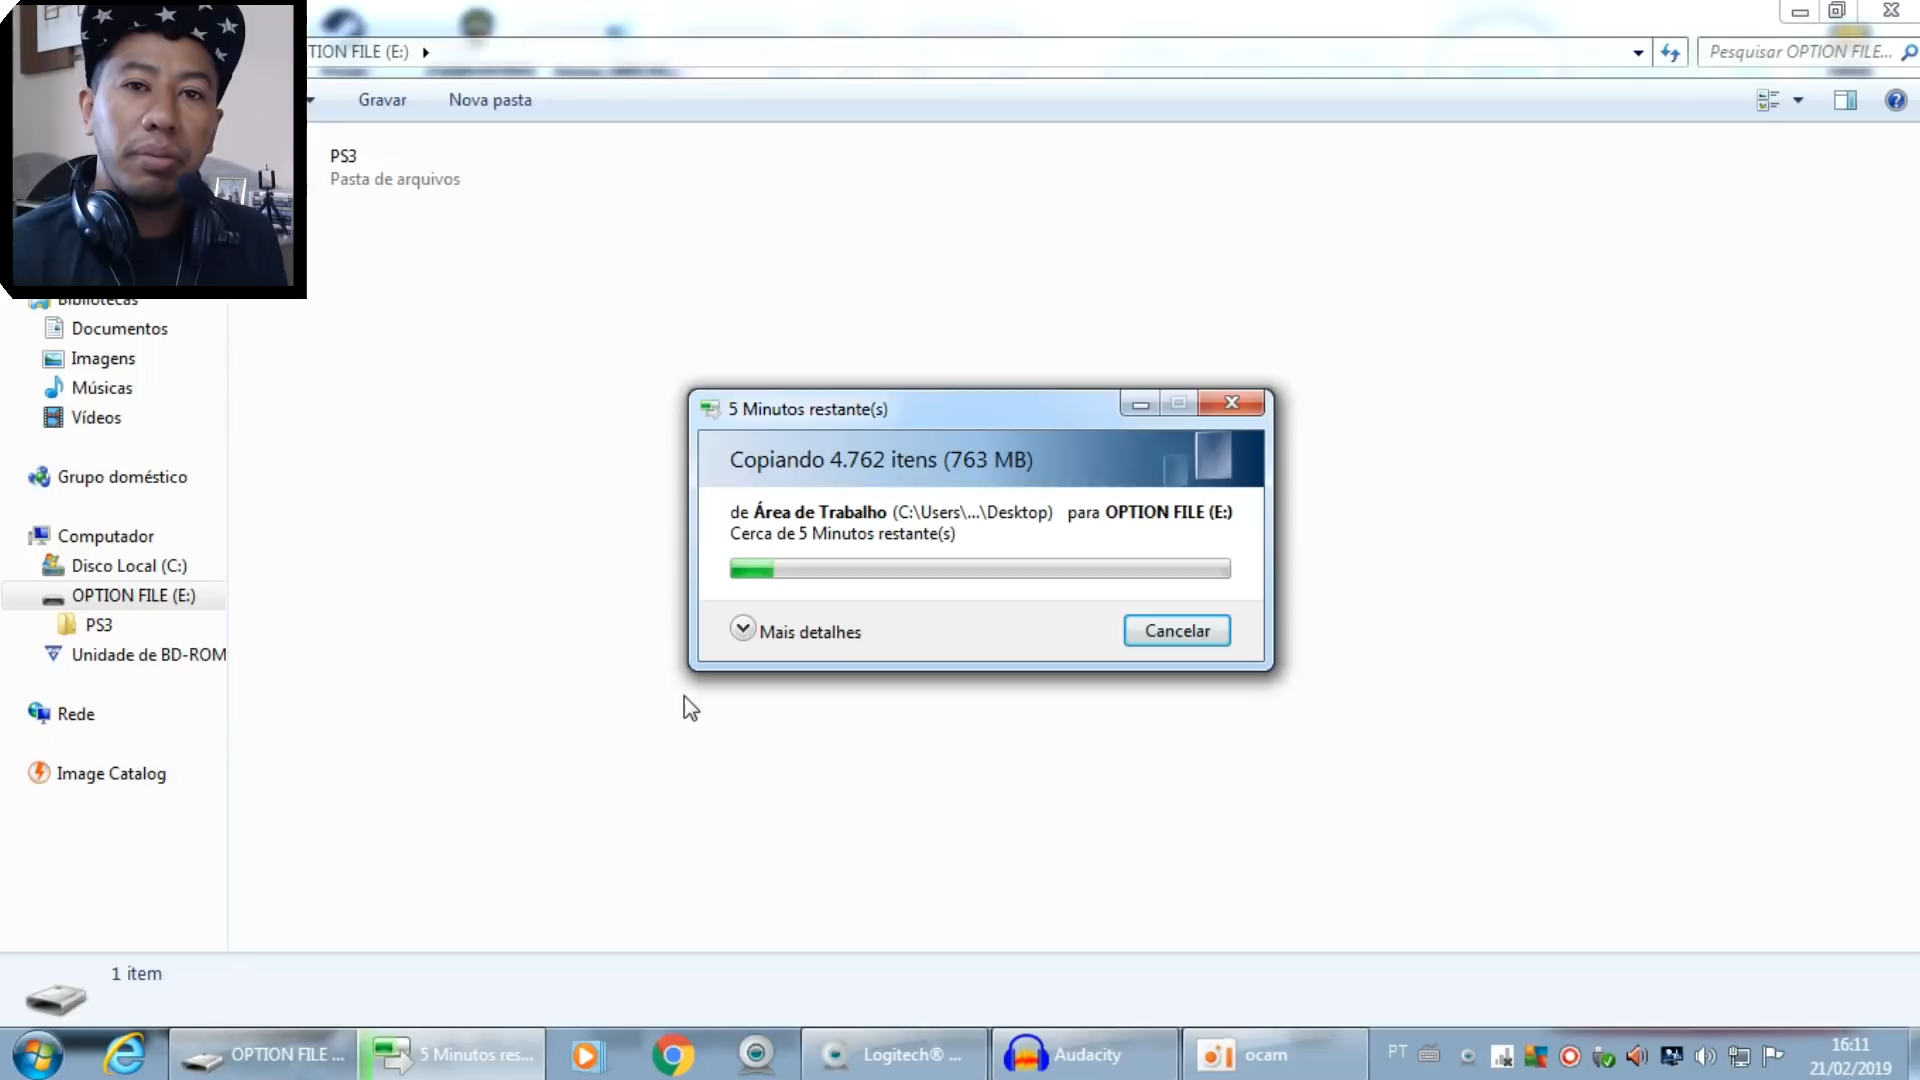 TION FILE (E:)
Pesquisar OPTION FILE...
Gravar
Nova pasta
PS3
Pasta de arquivos
Bibliotecas
Documentos
Imagens
Músicas
Vídeos
Grupo doméstico
Computador
Disco Local (C:)
OPTION FILE (E:)
PS3
Unidade de BD-ROM
Rede
Image Catalog
5 Minutos restante(s)
Copiando 4.762 itens (763 MB)
de Área de Trabalho (C:\Users\...\Desktop) para OPTION FILE (E:)
Cerca de 5 Minutos restante(s)
Mais detalhes
Cancelar
1 item
OPTION FILE ...
5 Minutos res...
Logitech® ...
Audacity
ocam
PT
16:11
21/02/2019